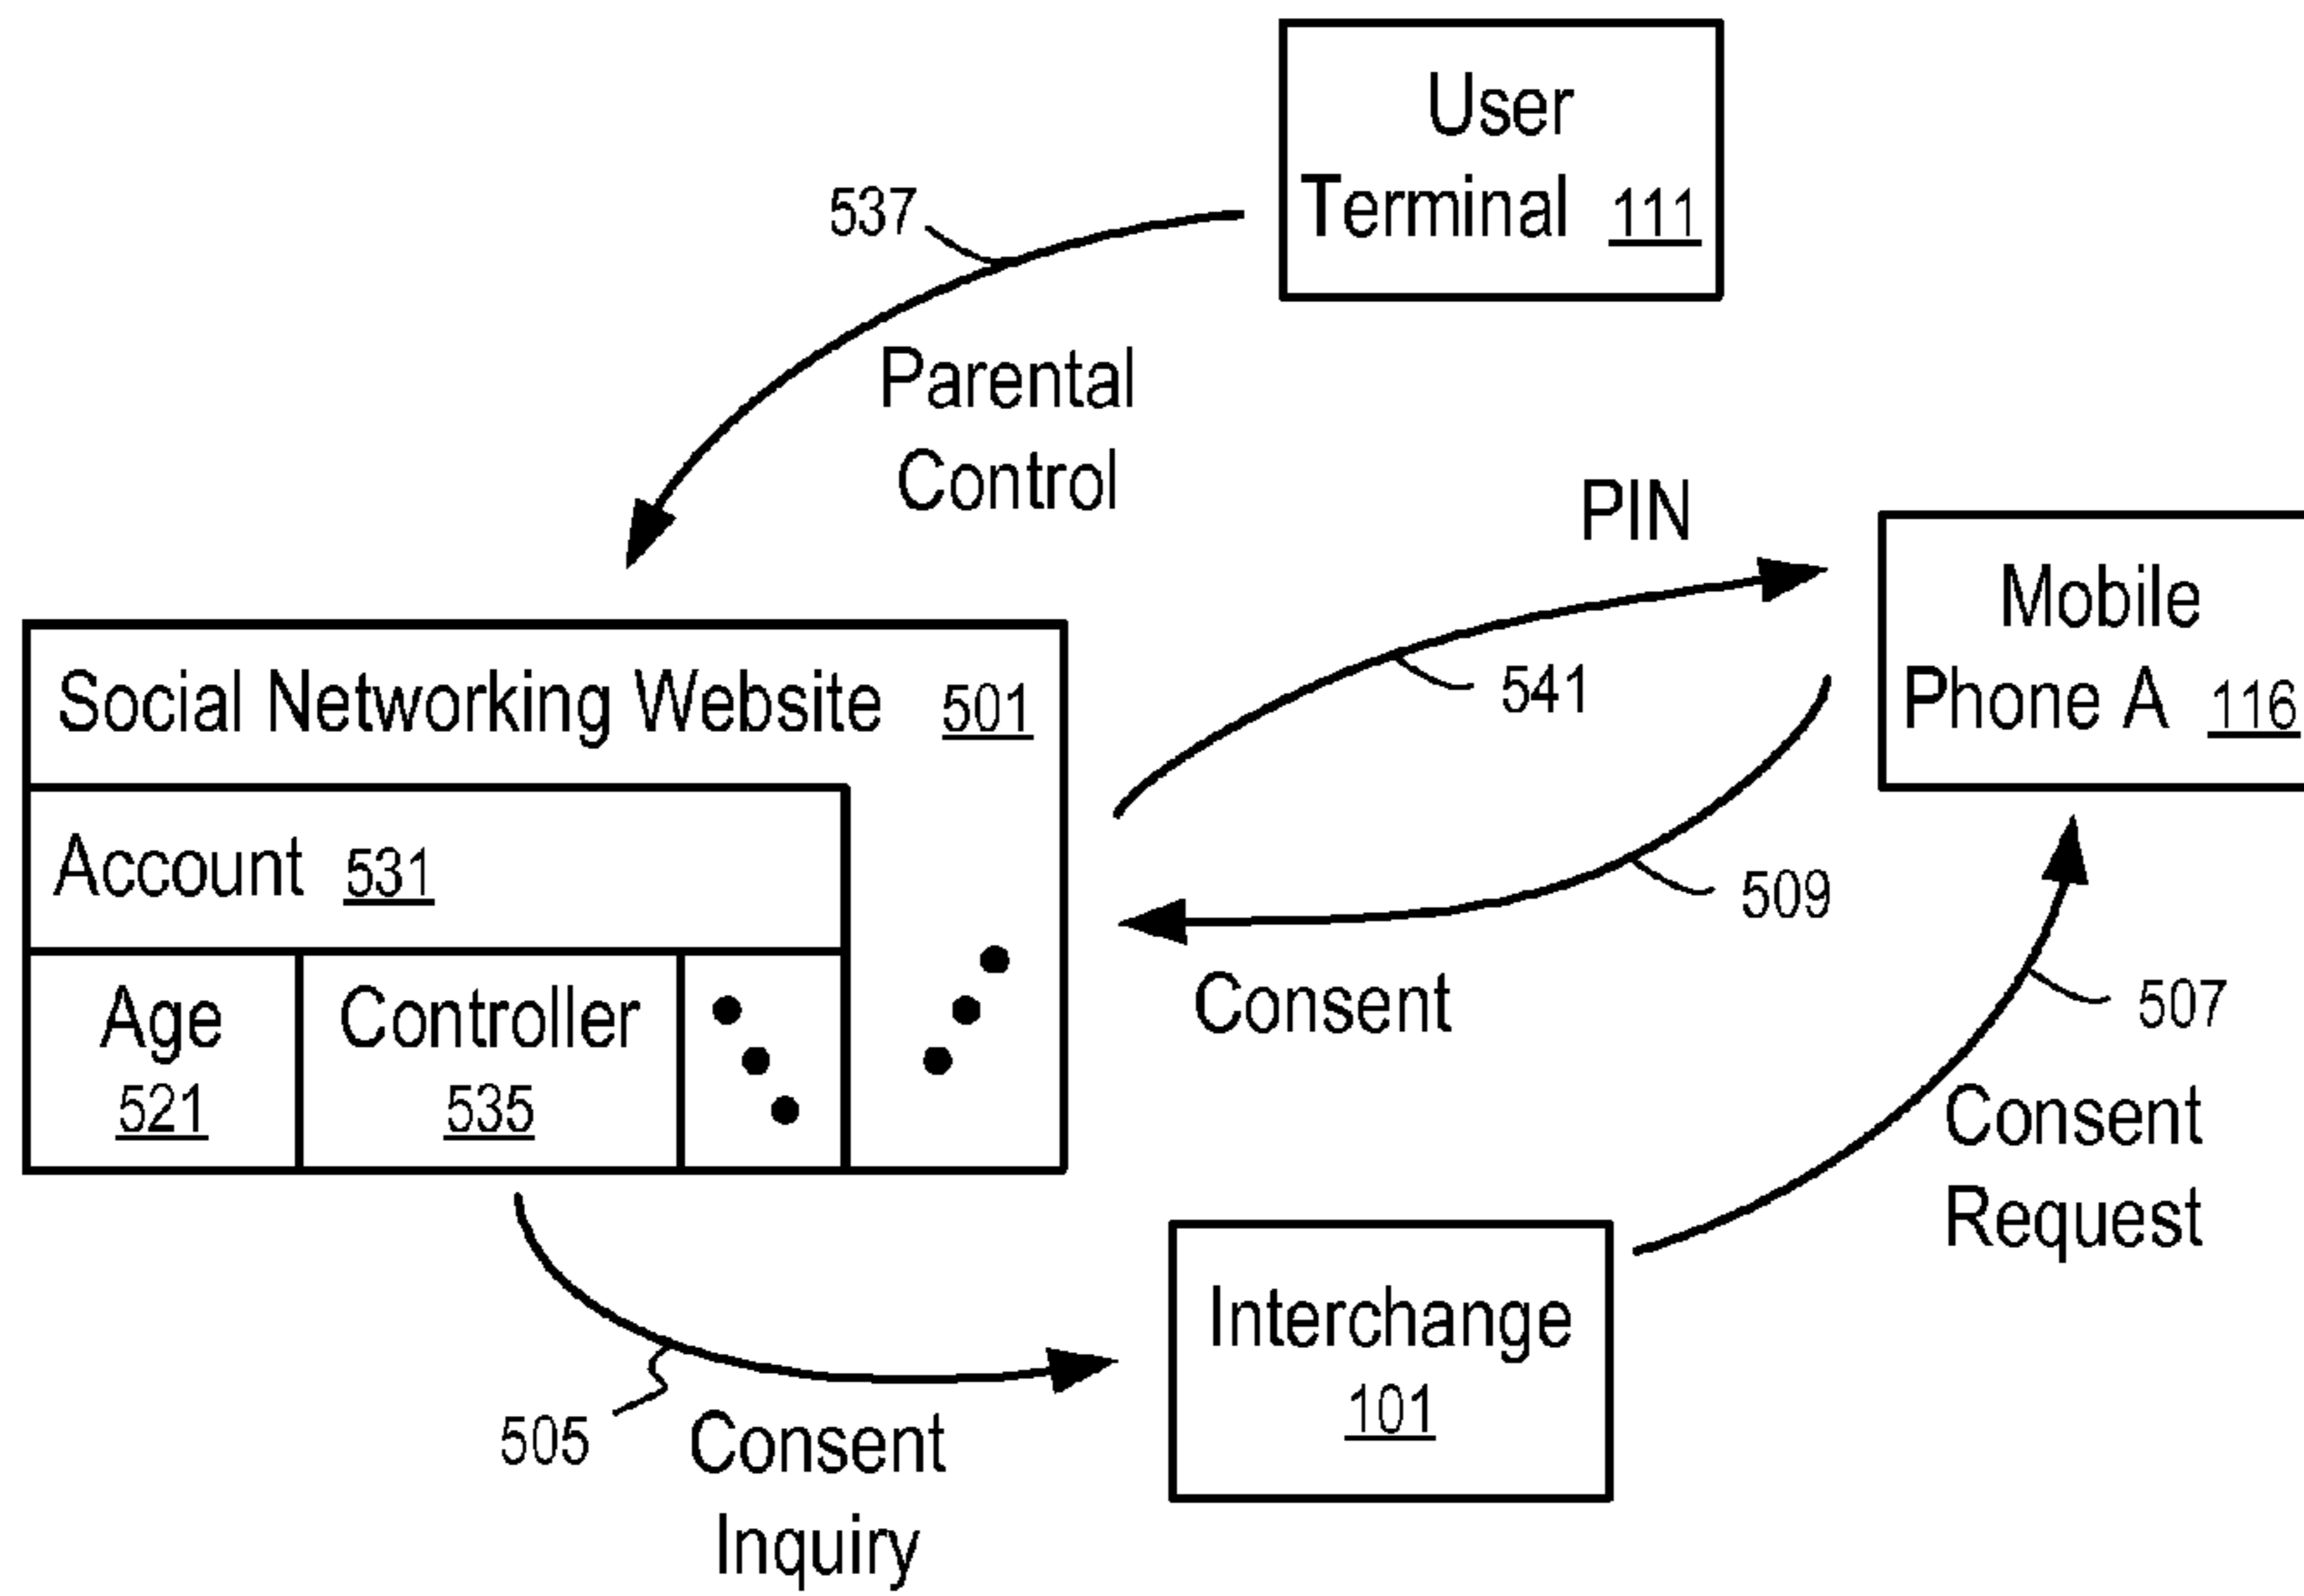 User
Terminal 111
537
Parental
Control
PIN
Mobile
Phone A 116
541
Social Networking Website 501
Account 531
509
Consent
Age
521
Controller
535
507
Consent
Request
Interchange
101
505
Consent
Inquiry